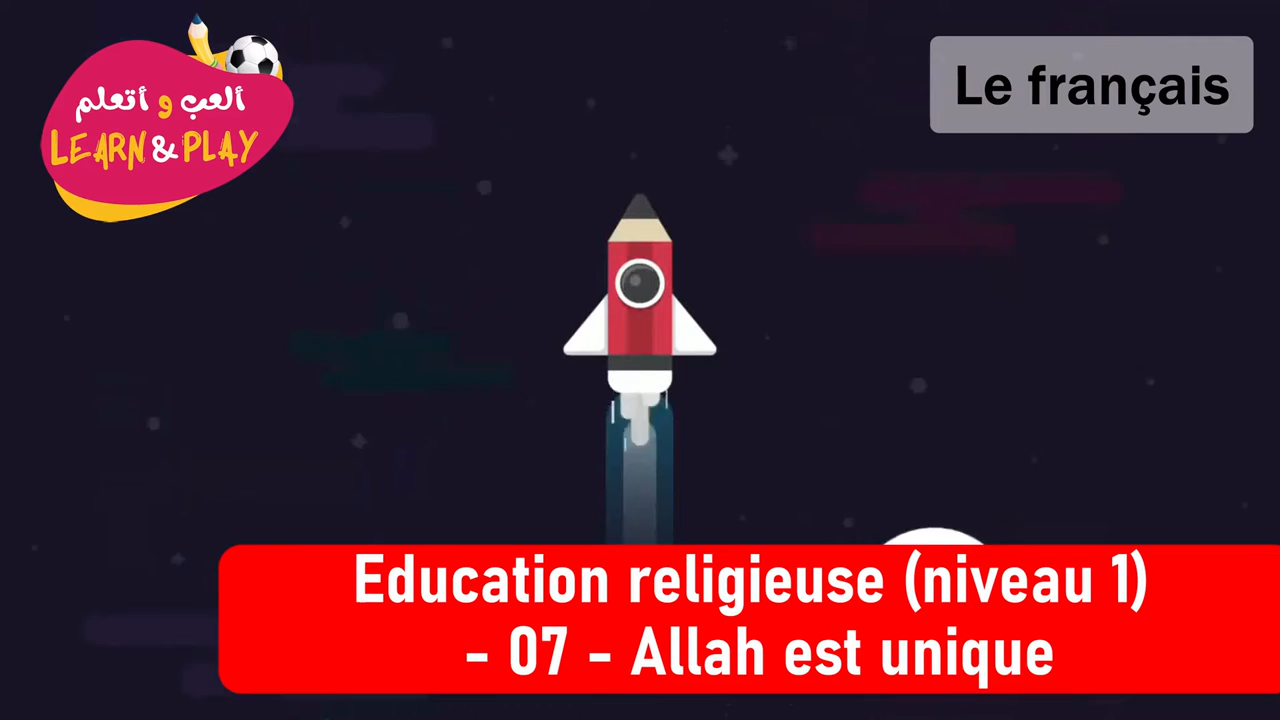 ألعب و أتعلم
LEARN & PLAY
Le français
Education religieuse (niveau 1)
- 07 - Allah est unique